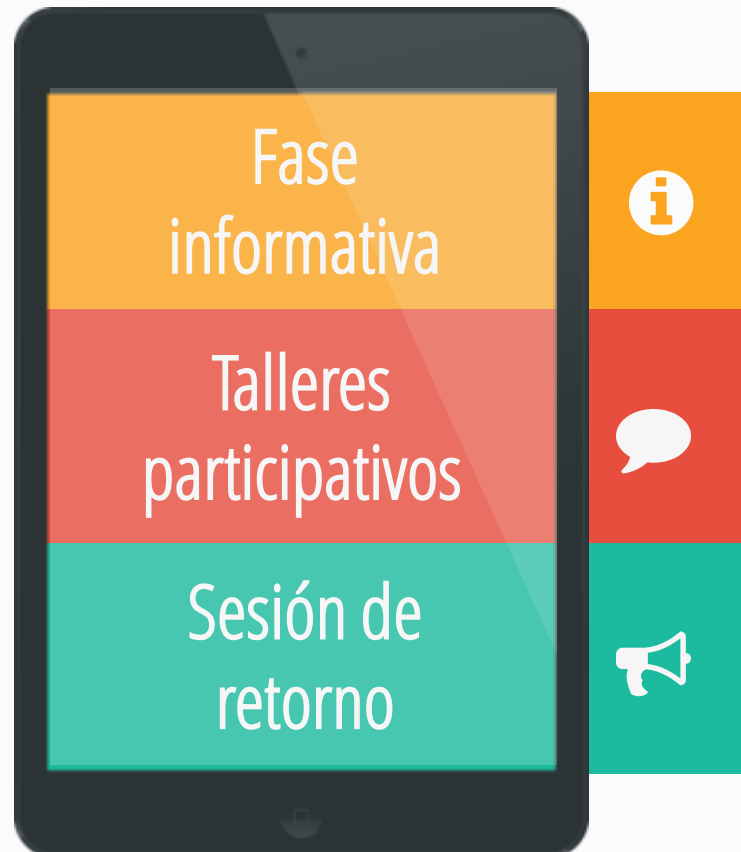 Fase
informativa
Talleres
participativos
Sesión de
retorno